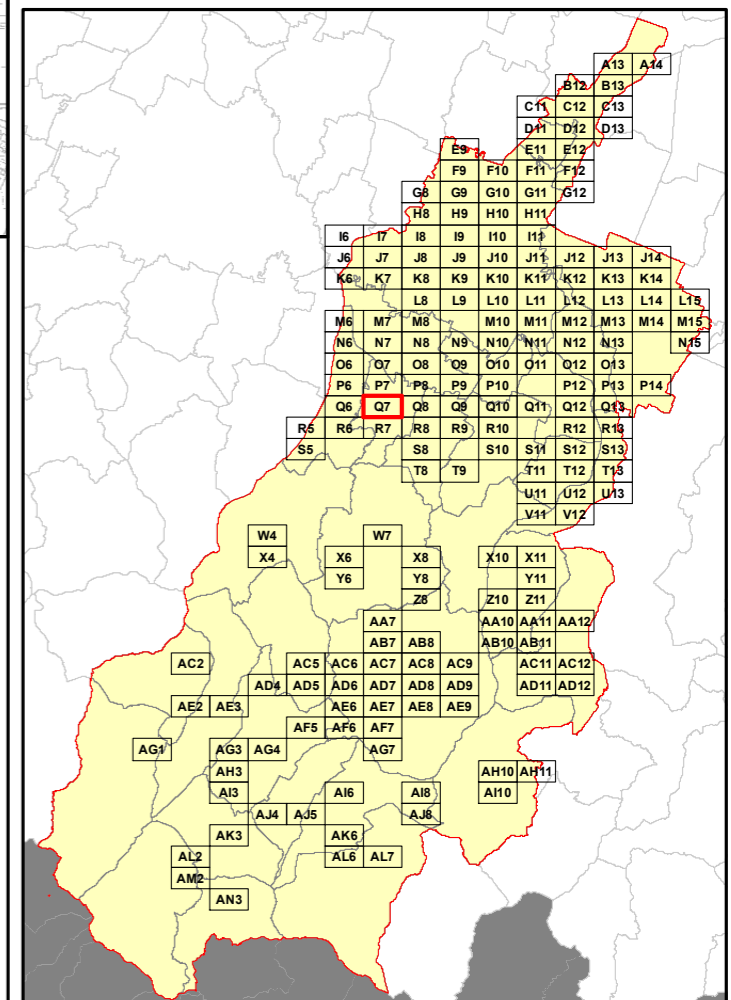 A13 A14
B12 B13
C11 C12 C13
D11 D12 D13
E9 E11 E12
F9 F10 F11 F12
G8 G9 G10 G11 G12
H8 H9 H10 H11
I6 I7 I8 I9 I10 I11
J6 J7 J8 J9 J10 J11 J12 J13 J14
K6 K7 K8 K9 K10 K11 K12 K13 K14
L8 L9 L10 L11 L12 L13 L14 L15
M6 M7 M8 M10 M11 M12 M13 M14 M15
N6 N7 N8 N9 N10 N11 N12 N13 N15
O6 O7 O8 O9 O10 O11 O12 O13
P6 P7 P8 P9 P10 P12 P13 P14
Q6 Q7 Q8 Q9 Q10 Q11 Q12 Q13
R5 R6 R7 R8 R9 R10 R12 R13
S5 S8 S10 S11 S12 S13
T8 T9 T11 T12 T13
U11 U12 U13
V11 V12
W4 W7
X4 X6 X8 X10 X11
Y6 Y8 Y11
Z8 Z10 Z11
AA7 AA10 AA11 AA12
AB7 AB8 AB10 AB11
AC2 AC5 AC6 AC7 AC8 AC9 AC11 AC12
AD4 AD5 AD6 AD7 AD8 AD9 AD11 AD12
AE2 AE3 AE6 AE7 AE8 AE9
AF5 AF6 AF7
AG1 AG3 AG4 AG7
AH3 AH10 AH11
AI3 AI6 AI8 AI10
AJ4 AJ5 AJ8
AK3 AK6
AL2 AL6 AL7
AM2
AN3